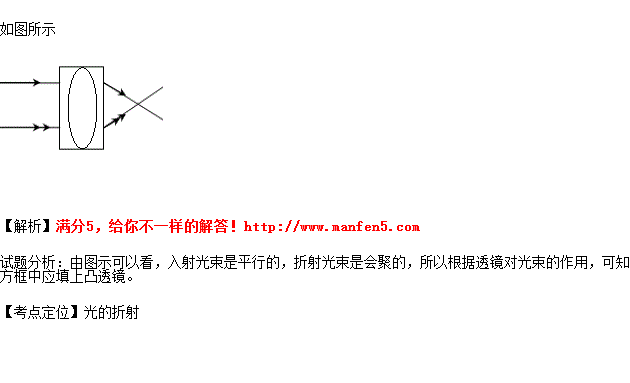 如图所示
【解析】满分5，给你不一样的解答！http://www.manfen5.com
试题分析：由图示可以看，入射光束是平行的，折射光束是会聚的，所以根据透镜对光束的作用，可知
方框中应填上凸透镜。
【考点定位】光的折射